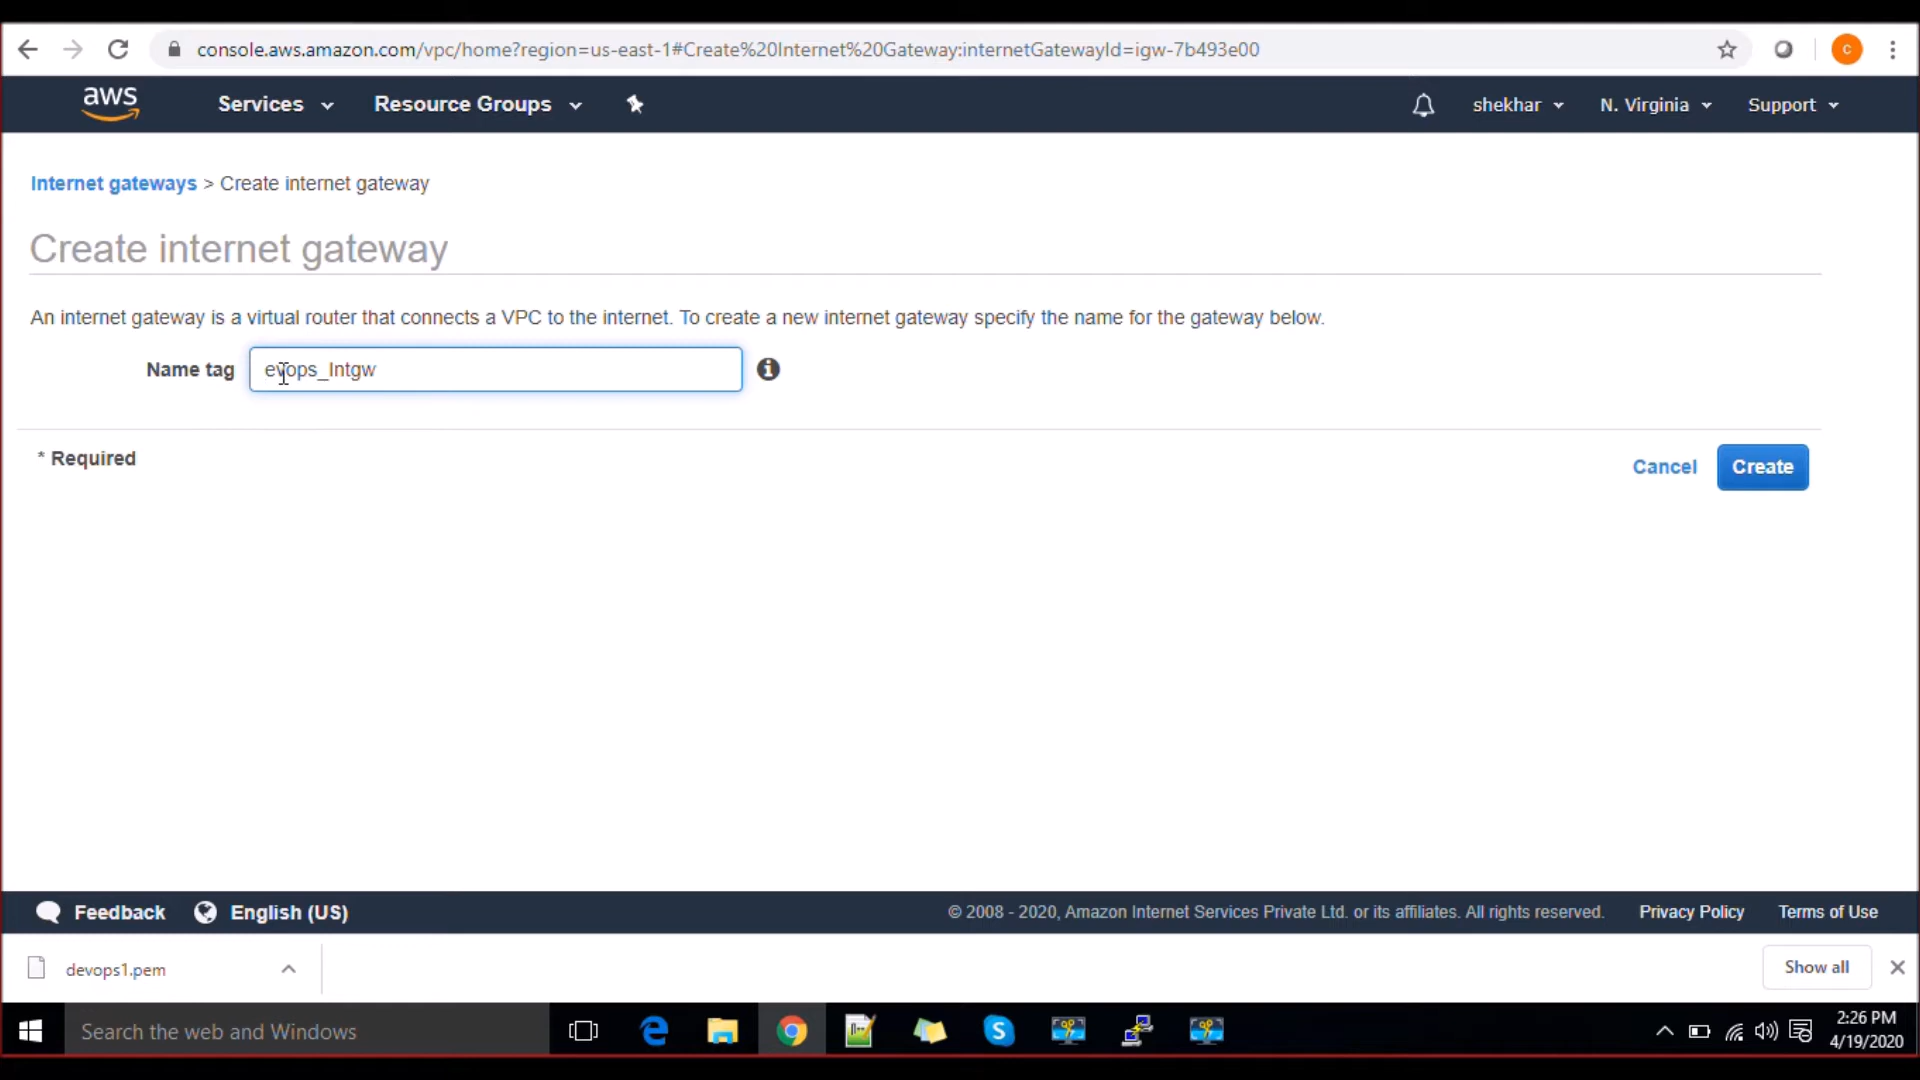 console.aws.amazon.com/vpc/home?region=us-east-1#Create%20Internet%20Gateway:internetGatewayId=igw-7b493e00
C
aws Services Resource Groups shekhar N. Virginia Support
Internet gateways > Create internet gateway
Create internet gateway
An internet gateway is a virtual router that connects a VPC to the internet. To create a new internet gateway specify the name for the gateway below.
Name tag evops_Intgw
* Required
Cancel Create
Feedback English (US) © 2008 - 2020, Amazon Internet Services Private Ltd. or its affiliates. All rights reserved. Privacy Policy Terms of Use
devops1.pem Show all
Search the web and Windows
2:26 PM
4/19/2020